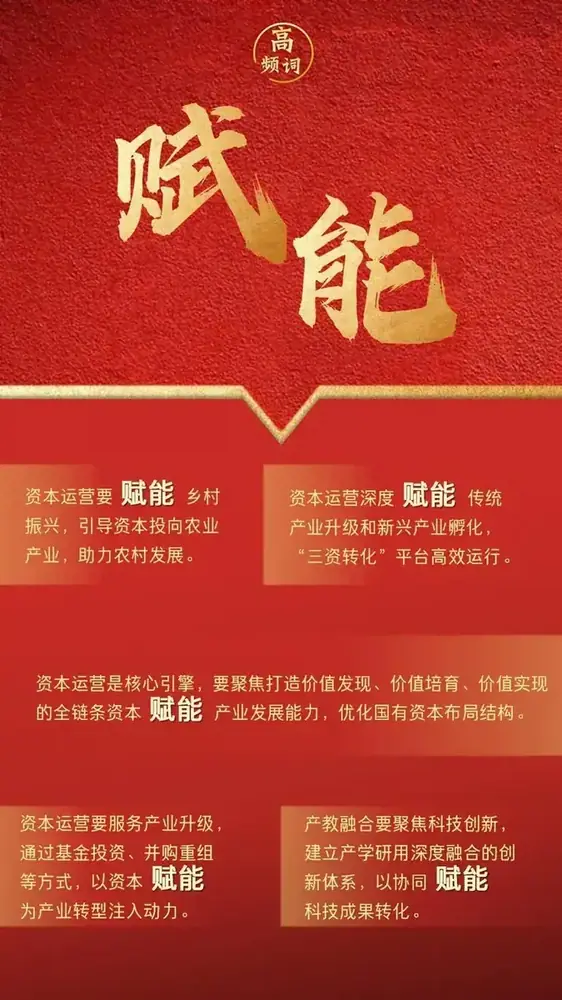 高
频词
赋能
资本运营要 赋能 乡村
振兴，引导资本投向农业
产业，助力农村发展。
资本运营深度 赋能 传统
产业升级和新兴产业孵化，
“三资转化”平台高效运行。
资本运营是核心引擎，要聚焦打造价值发现、价值培育、价值实现
的全链条资本 赋能 产业发展能力，优化国有资本布局结构。
资本运营要服务产业升级，
通过基金投资、并购重组
等方式，以资本 赋能
为产业转型注入动力。
产教融合要聚焦科技创新，
建立产学研用深度融合的创
新体系，以协同 赋能
科技成果转化。